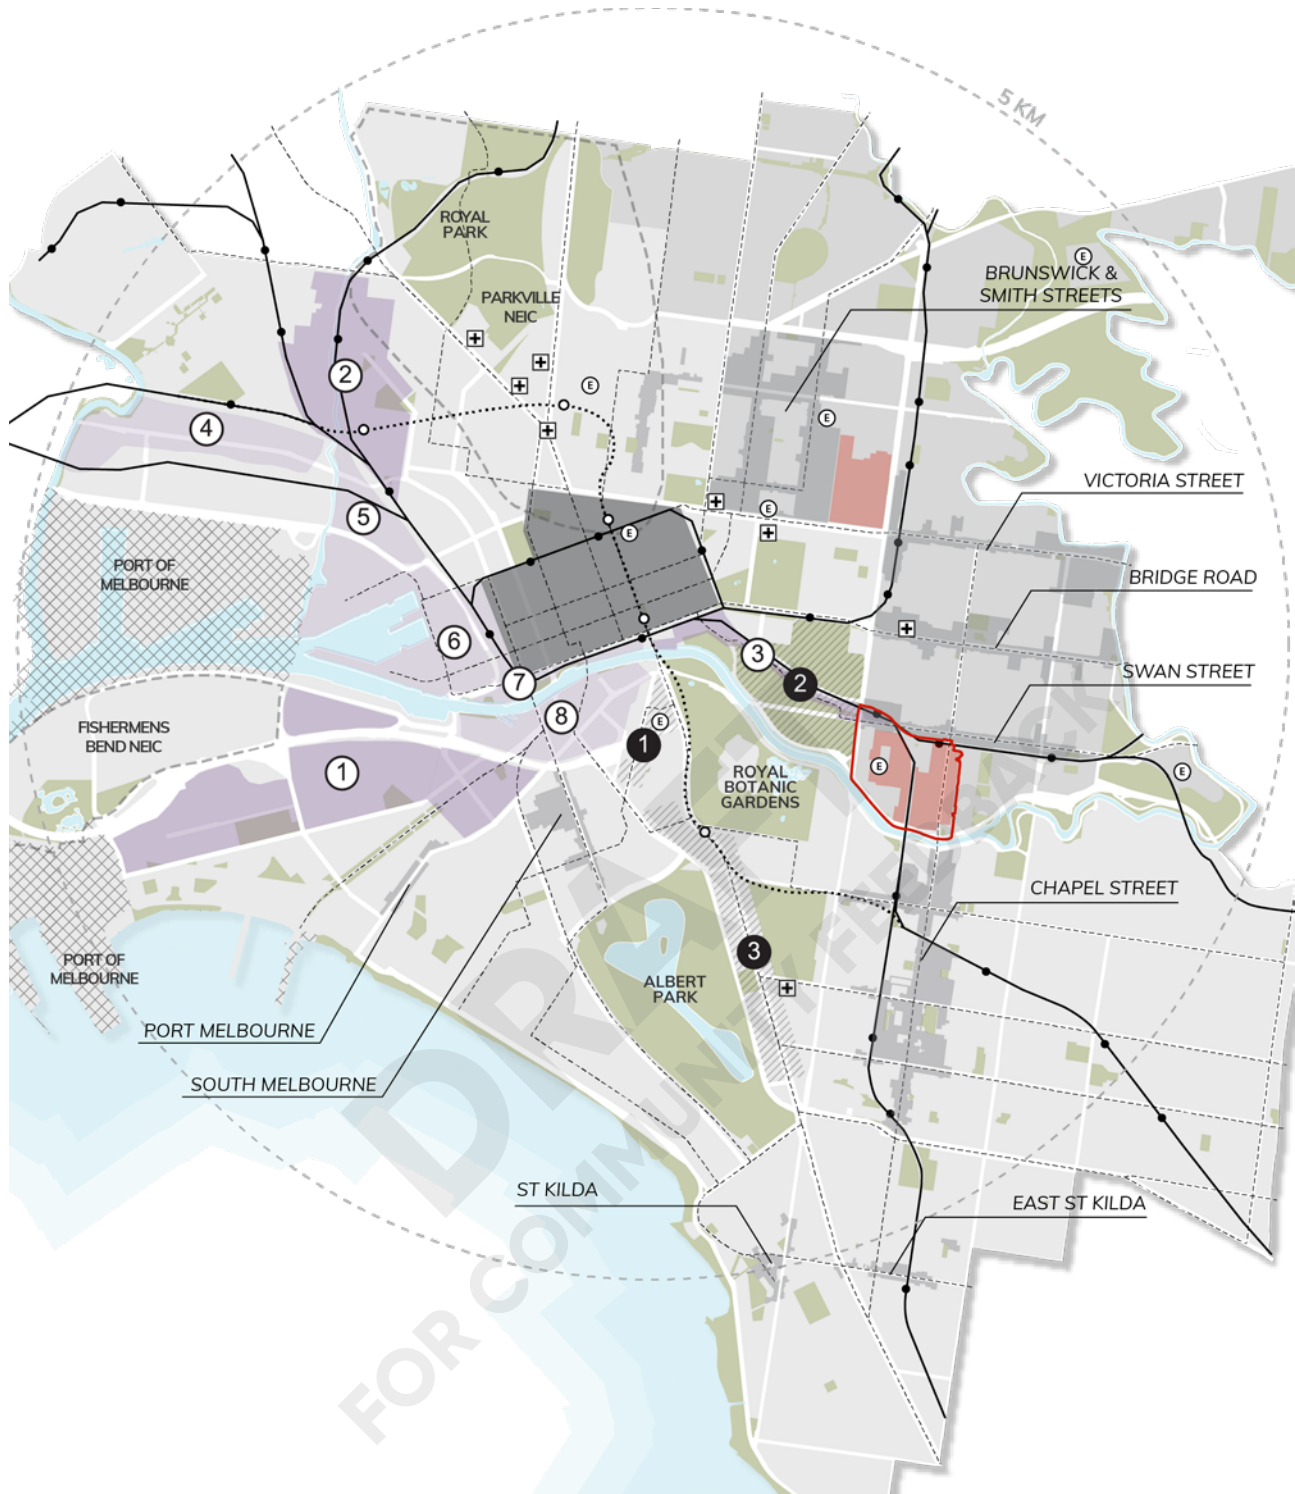 5 KM
ROYAL
PARK
E
BRUNSWICK &
SMITH STREETS
PARKVILLE
NEIC
2
E
4
E
VICTORIA STREET
5
E
E
PORT OF
MELBOURNE
BRIDGE ROAD
6
3
SWAN STREET
7
2
8
E
FISHERMENS
BEND NEIC
1
1
ROYAL
BOTANIC
GARDENS
E
E
CHAPEL STREET
3
PORT OF
MELBOURNE
ALBERT
PARK
PORT MELBOURNE
SOUTH MELBOURNE
ST KILDA
EAST ST KILDA
DRAFT
FOR COMMUNITY FEEDBACK